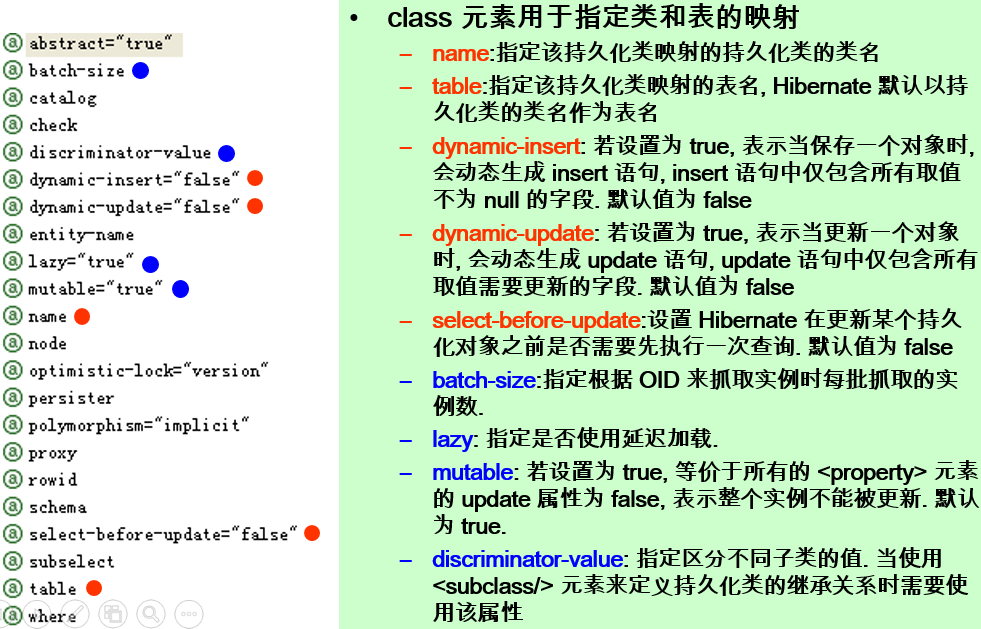 abstract="true"
batch-size
catalog
check
discriminator-value
dynamic-insert="false"
dynamic-update="false"
entity-name
lazy="true"
mutable="true"
name
node
optimistic-lock="version"
persister
polymorphism="implicit"
proxy
rowid
schema
select-before-update="false"
subselect
table
where
• class 元素用于指定类和表的映射
– name:指定该持久化类映射的持久化类的类名
– table:指定该持久化类映射的表名, Hibernate 默认以持
久化类的类名作为表名
– dynamic-insert: 若设置为 true, 表示当保存一个对象时,
会动态生成 insert 语句, insert 语句中仅包含所有取值
不为 null 的字段. 默认值为 false
– dynamic-update: 若设置为 true, 表示当更新一个对象
时, 会动态生成 update 语句, update 语句中仅包含所有
取值需要更新的字段. 默认值为 false
– select-before-update:设置 Hibernate 在更新某个持久
化对象之前是否需要先执行一次查询. 默认值为 false
– batch-size:指定根据 OID 来抓取实例时每批抓取的实
例数.
– lazy: 指定是否使用延迟加载.
– mutable: 若设置为 true, 等价于所有的 <property> 元素
的 update 属性为 false, 表示整个实例不能被更新. 默认
为 true.
– discriminator-value: 指定区分不同子类的值. 当使用
<subclass/> 元素来定义持久化类的继承关系时需要使
用该属性